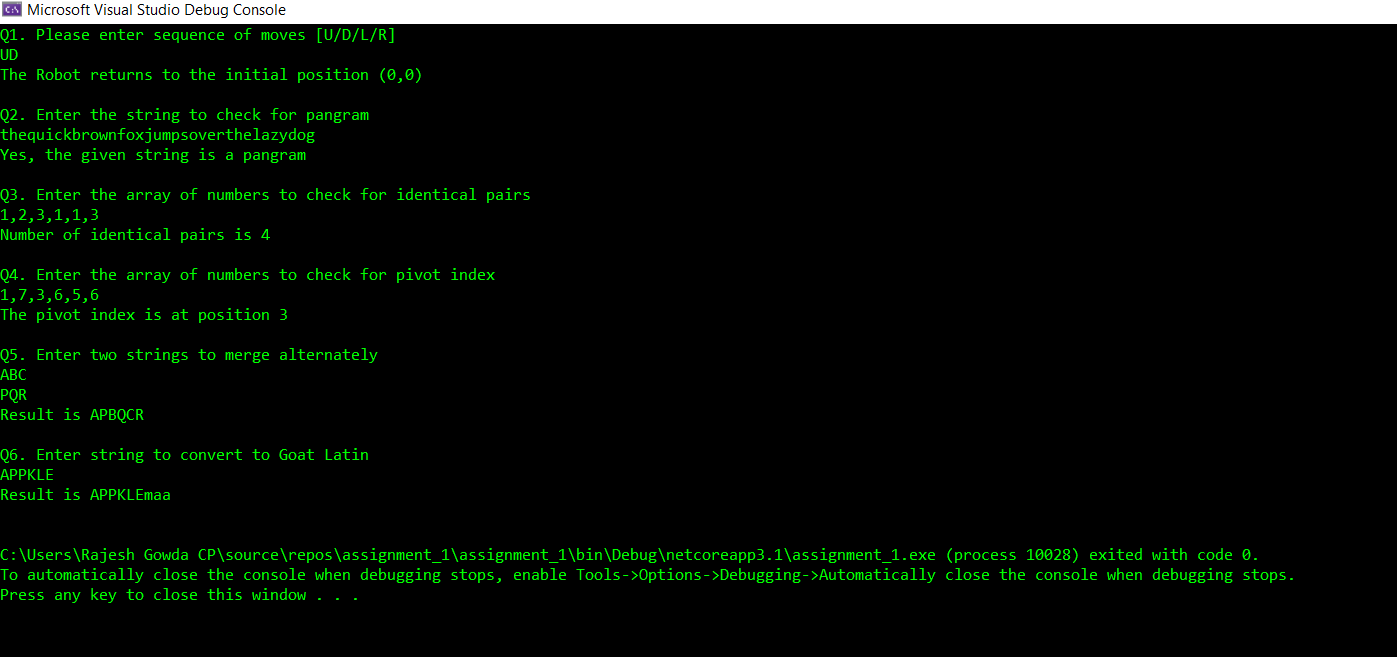 C:\ Microsoft Visual Studio Debug Console
Q1. Please enter sequence of moves [U/D/L/R]
UD
The Robot returns to the initial position (0,0)
Q2. Enter the string to check for pangram
thequickbrownfoxjumpsoverthelazydog
Yes, the given string is a pangram
Q3. Enter the array of numbers to check for identical pairs
1,2,3,1,1,3
Number of identical pairs is 4
Q4. Enter the array of numbers to check for pivot index
1,7,3,6,5,6
The pivot index is at position 3
Q5. Enter two strings to merge alternately
ABC
PQR
Result is APBQCR
Q6. Enter string to convert to Goat Latin
APPKLE
Result is APPKLEmaa
C:\Users\Rajesh Gowda CP\source\repos\assignment_1\assignment_1\bin\Debug\netcoreapp3.1\assignment_1.exe (process 10028) exited with code 0.
To automatically close the console when debugging stops, enable Tools->Options->Debugging->Automatically close the console when debugging stops.
Press any key to close this window . . .